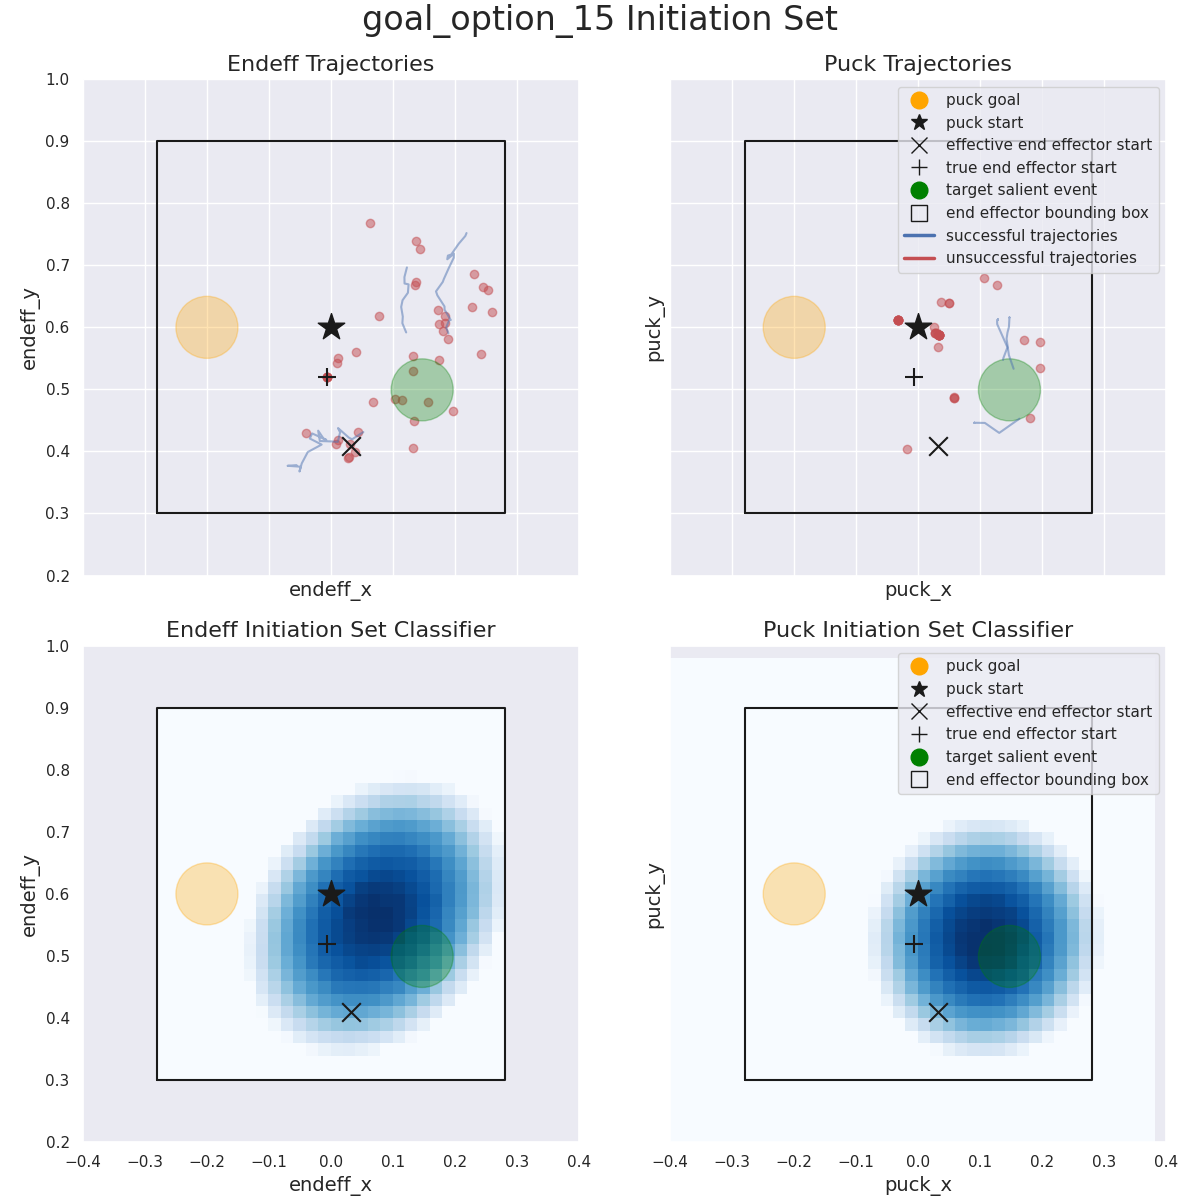 goal_option_15 Initiation Set
Endeff Trajectories
1.0
0.9
0.8
0.7
0.6
0.5
0.4
0.3
0.2
endeff_y
endeff_x
Puck Trajectories
puck goal
puck start
effective end effector start
true end effector start
target salient event
end effector bounding box
successful trajectories
unsuccessful trajectories
puck_y
puck_x
Endeff Initiation Set Classifier
1.0
0.9
0.8
0.7
0.6
0.5
0.4
0.3
0.2
endeff_y
−0.4 −0.3 −0.2 −0.1 0.0 0.1 0.2 0.3 0.4
endeff_x
Puck Initiation Set Classifier
puck goal
puck start
effective end effector start
true end effector start
target salient event
end effector bounding box
puck_y
−0.4 −0.3 −0.2 −0.1 0.0 0.1 0.2 0.3 0.4
puck_x